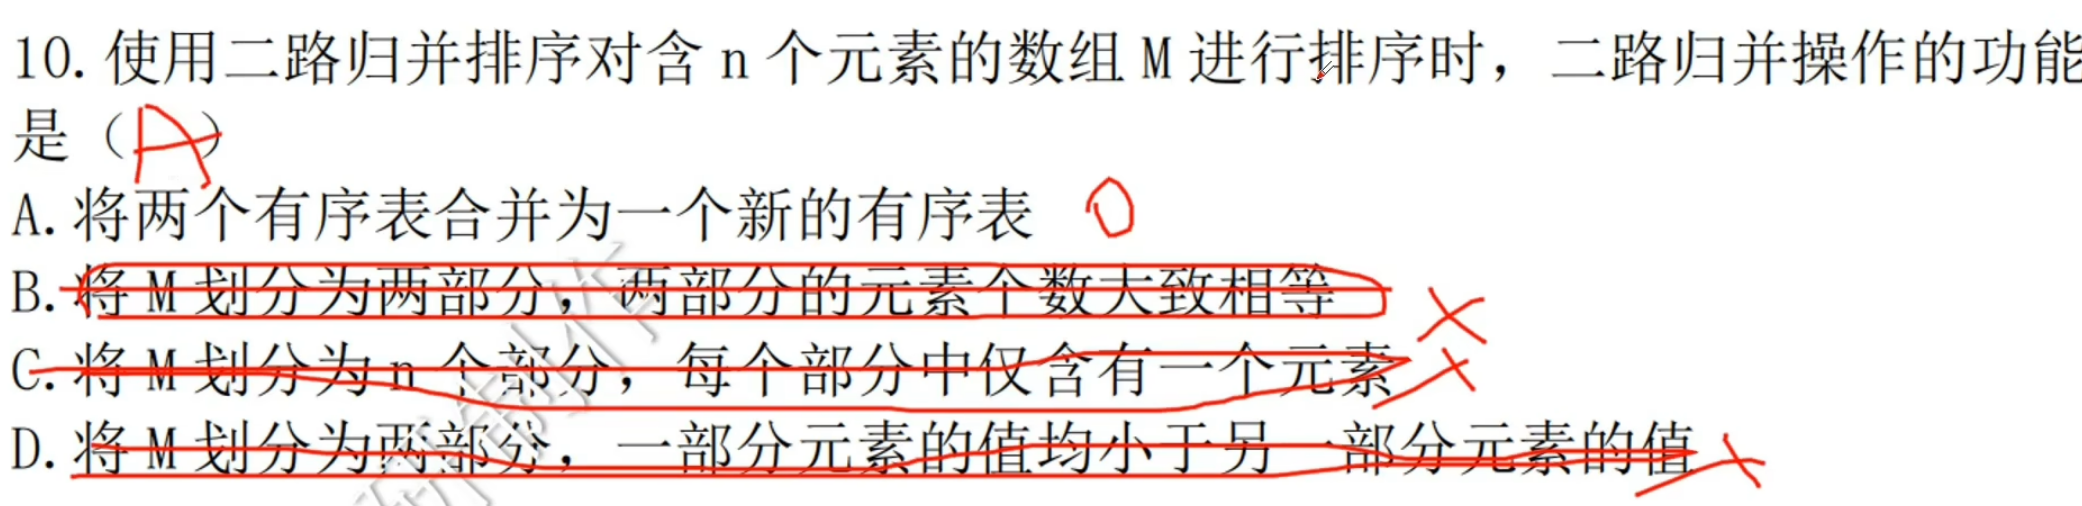 10. 使用二路归并排序对含 n 个元素的数组 M 进行排序时，二路归并操作的功能
是（A）
A. 将两个有序表合并为一个新的有序表
B. 将 M 划分为两部分，两部分的元素个数大致相等
C. 将 M 划分为 n 个部分，每个部分中仅含有一个元素
D. 将 M 划分为两部分，一部分元素的值均小于另一部分元素的值
制作